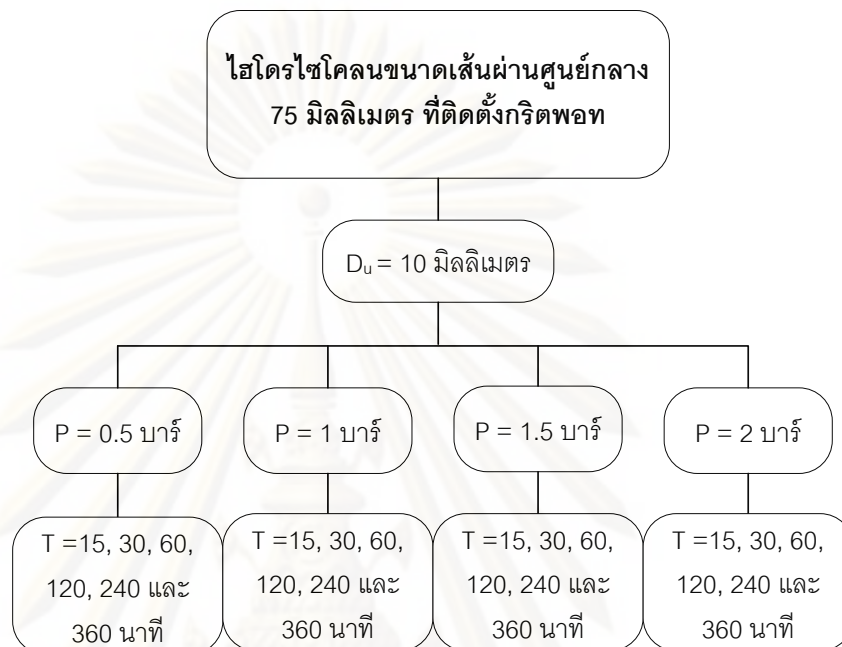 ไฮโดรไซโคลนขนาดเส้นผ่านศูนย์กลาง
75 มิลลิเมตร ที่ติดตั้งกริตพอท
Du = 10 มิลลิเมตร
P = 0.5 บาร์
P = 1 บาร์
P = 1.5 บาร์
P = 2 บาร์
T =15, 30, 60,
120, 240 และ
360 นาที
T =15, 30, 60,
120, 240 และ
360 นาที
T =15, 30, 60,
120, 240 และ
360 นาที
T =15, 30, 60,
120, 240 และ
360 นาที